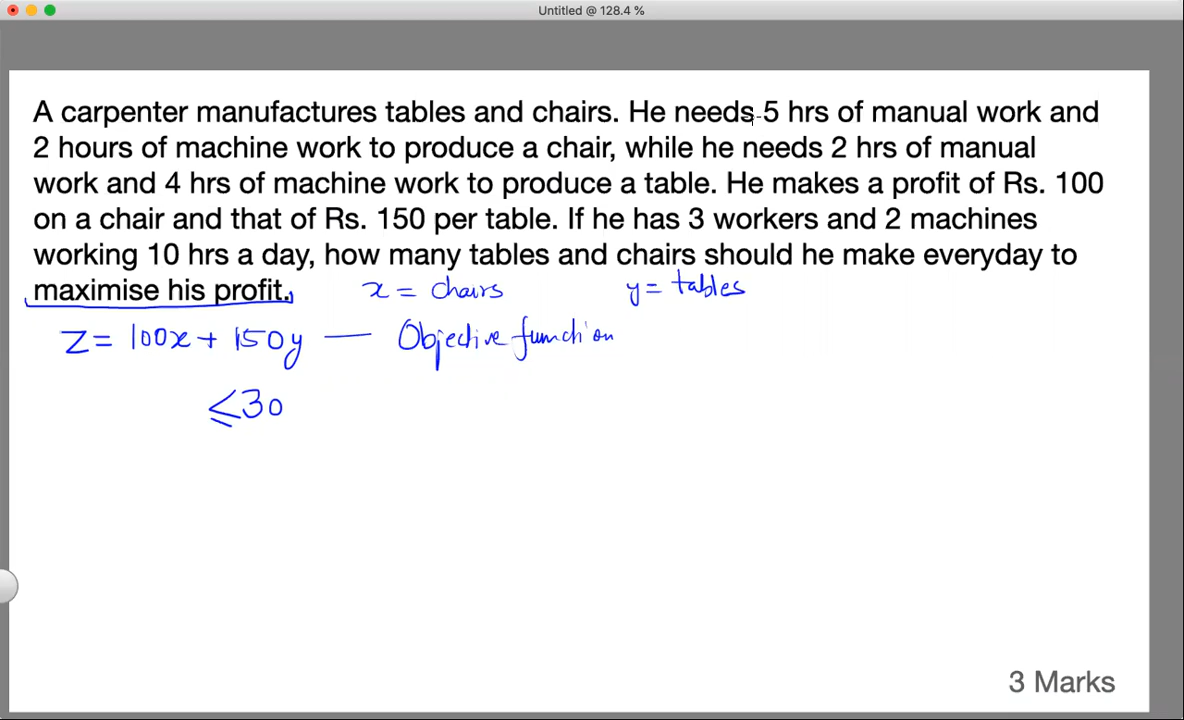 Untitled @ 128.4 %
A carpenter manufactures tables and chairs. He needs 5 hrs of manual work and
2 hours of machine work to produce a chair, while he needs 2 hrs of manual
work and 4 hrs of machine work to produce a table. He makes a profit of Rs. 100
on a chair and that of Rs. 150 per table. If he has 3 workers and 2 machines
working 10 hrs a day, how many tables and chairs should he make everyday to
maximise his profit. x = chairs y = tables
Z = 100x + 150y — Objective function
≤30
3 Marks